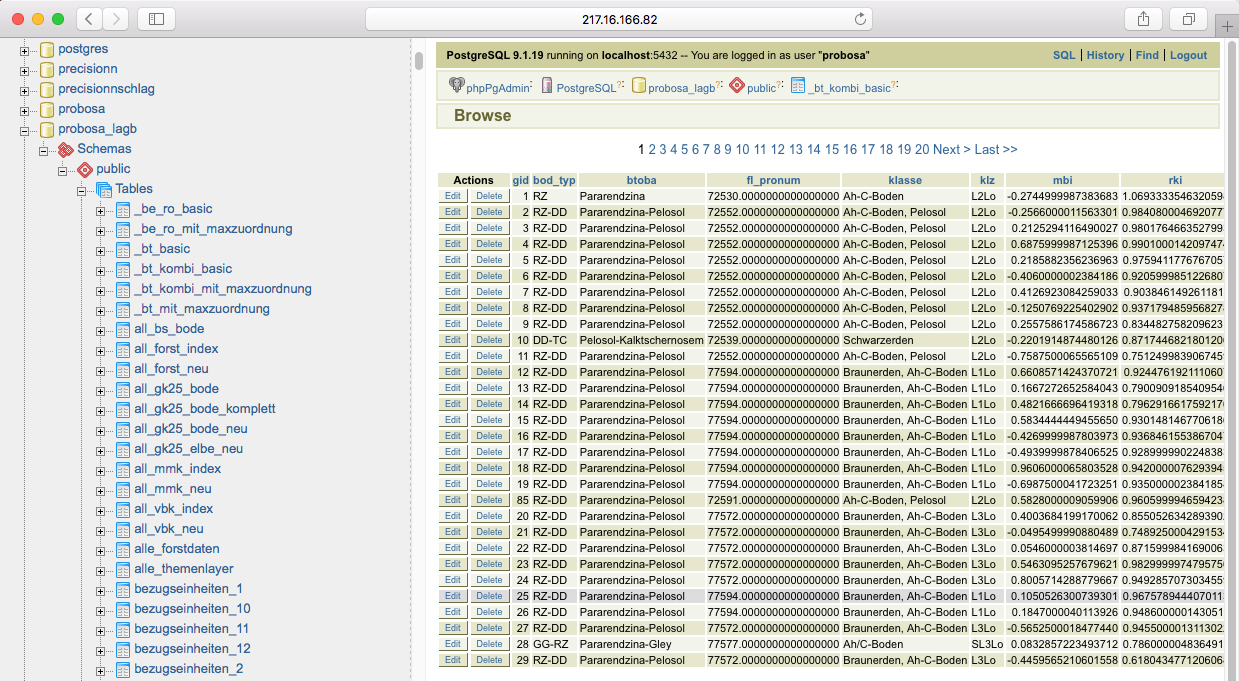 217.16.166.82
postgres
precisionn
precisionnschlag
probosa
probosa_lagb
Schemas
public
Tables
_be_ro_basic
_be_ro_mit_maxzuordnung
_bt_basic
_bt_kombi_basic
_bt_kombi_mit_maxzuordnung
_bt_mit_maxzuordnung
all_bs_bode
all_forst_index
all_forst_neu
all_gk25_bode
all_gk25_bode_komplett
all_gk25_bode_neu
all_gk25_elbe_neu
all_mmk_index
all_mmk_neu
all_vbk_index
all_vbk_neu
alle_forstdaten
alle_themenlayer
bezugseinheiten_1
bezugseinheiten_10
bezugseinheiten_11
bezugseinheiten_12
bezugseinheiten_2
PostgreSQL 9.1.19 running on localhost:5432 -- You are logged in as user "probosa" SQL | History | Find | Logout
phpPgAdmin: PostgreSQL?: probosa_lagb?: public?: _bt_kombi_basic?:
Browse
1 2 3 4 5 6 7 8 9 10 11 12 13 14 15 16 17 18 19 20 Next > Last >>
Actions gid bod_typ btoba fl_pronum klasse klz mbi rki
Edit Delete 1 RZ Pararendzina 72530.0000000000000000 Ah-C-Boden L2Lo -0.2744999987383683 1.069333354632059
Edit Delete 2 RZ-DD Pararendzina-Pelosol 72552.0000000000000000 Ah-C-Boden, Pelosol L2Lo -0.2566000011563301 0.984080004692077
Edit Delete 3 RZ-DD Pararendzina-Pelosol 72552.0000000000000000 Ah-C-Boden, Pelosol L2Lo 0.2125294116490027 0.980176466352799
Edit Delete 4 RZ-DD Pararendzina-Pelosol 72552.0000000000000000 Ah-C-Boden, Pelosol L2Lo 0.6875999987125396 0.990100014209747
Edit Delete 5 RZ-DD Pararendzina-Pelosol 72552.0000000000000000 Ah-C-Boden, Pelosol L2Lo 0.2185882356236963 0.975941177676705
Edit Delete 6 RZ-DD Pararendzina-Pelosol 72552.0000000000000000 Ah-C-Boden, Pelosol L2Lo -0.4060000002384186 0.920599985122680
Edit Delete 7 RZ-DD Pararendzina-Pelosol 72552.0000000000000000 Ah-C-Boden, Pelosol L2Lo 0.4126923084259033 0.903846149261181
Edit Delete 8 RZ-DD Pararendzina-Pelosol 72552.0000000000000000 Ah-C-Boden, Pelosol L2Lo -0.1250769225402902 0.937179485956827
Edit Delete 9 RZ-DD Pararendzina-Pelosol 72552.0000000000000000 Ah-C-Boden, Pelosol L2Lo 0.2557586174586723 0.834482758209623
Edit Delete 10 DD-TC Pelosol-Kalktschernosem 72539.0000000000000000 Schwarzerden L2Lo -0.2201914874480126 0.871744682180120
Edit Delete 11 RZ-DD Pararendzina-Pelosol 72552.0000000000000000 Ah-C-Boden, Pelosol L2Lo -0.7587500065565109 0.751249983906745
Edit Delete 12 RZ-DD Pararendzina-Pelosol 77594.0000000000000000 Braunerden, Ah-C-Boden L1Lo 0.6608571424370721 0.924476192111060
Edit Delete 13 RZ-DD Pararendzina-Pelosol 77594.0000000000000000 Braunerden, Ah-C-Boden L1Lo 0.1667272652584043 0.790090918540954
Edit Delete 14 RZ-DD Pararendzina-Pelosol 77594.0000000000000000 Braunerden, Ah-C-Boden L1Lo 0.4821666696419318 0.796291661759217
Edit Delete 15 RZ-DD Pararendzina-Pelosol 77594.0000000000000000 Braunerden, Ah-C-Boden L1Lo 0.5834444449455650 0.930148146770618
Edit Delete 16 RZ-DD Pararendzina-Pelosol 77594.0000000000000000 Braunerden, Ah-C-Boden L1Lo -0.4269999987803973 0.936846155386704
Edit Delete 17 RZ-DD Pararendzina-Pelosol 77594.0000000000000000 Braunerden, Ah-C-Boden L1Lo -0.4939999878406525 0.928999990224838
Edit Delete 18 RZ-DD Pararendzina-Pelosol 77594.0000000000000000 Braunerden, Ah-C-Boden L1Lo 0.9606000065803528 0.942000007629394
Edit Delete 19 RZ-DD Pararendzina-Pelosol 77594.0000000000000000 Braunerden, Ah-C-Boden L1Lo -0.6987500041723251 0.935000002384185
Edit Delete 85 RZ-DD Pararendzina-Pelosol 72591.0000000000000000 Ah-C-Boden, Pelosol L2Lo 0.5828000009059906 0.960599994659423
Edit Delete 20 RZ-DD Pararendzina-Pelosol 77572.0000000000000000 Braunerden, Ah-C-Boden L3Lo 0.4003684199170062 0.855052634289390
Edit Delete 21 RZ-DD Pararendzina-Pelosol 77572.0000000000000000 Braunerden, Ah-C-Boden L3Lo -0.0495499990880489 0.748925000429153
Edit Delete 22 RZ-DD Pararendzina-Pelosol 77572.0000000000000000 Braunerden, Ah-C-Boden L3Lo 0.0546000003814697 0.871599984169006
Edit Delete 23 RZ-DD Pararendzina-Pelosol 77572.0000000000000000 Braunerden, Ah-C-Boden L3Lo 0.5463095257679621 0.982999997479575
Edit Delete 24 RZ-DD Pararendzina-Pelosol 77572.0000000000000000 Braunerden, Ah-C-Boden L3Lo 0.8005714288779667 0.949285707303455
Edit Delete 25 RZ-DD Pararendzina-Pelosol 77594.0000000000000000 Braunerden, Ah-C-Boden L1Lo 0.1050526300739301 0.967578944407011
Edit Delete 26 RZ-DD Pararendzina-Pelosol 77594.0000000000000000 Braunerden, Ah-C-Boden L1Lo 0.1847000040113926 0.948600000143051
Edit Delete 27 RZ-DD Pararendzina-Pelosol 77572.0000000000000000 Braunerden, Ah-C-Boden L3Lo -0.5652500018477440 0.945500001311302
Edit Delete 28 GG-RZ Pararendzina-Gley 77577.0000000000000000 Ah/C-Boden SL3Lo 0.0832857223493712 0.786000004836491
Edit Delete 29 RZ-DD Pararendzina-Pelosol 77572.0000000000000000 Braunerden, Ah-C-Boden L3Lo -0.4459565210601558 0.618043477120606